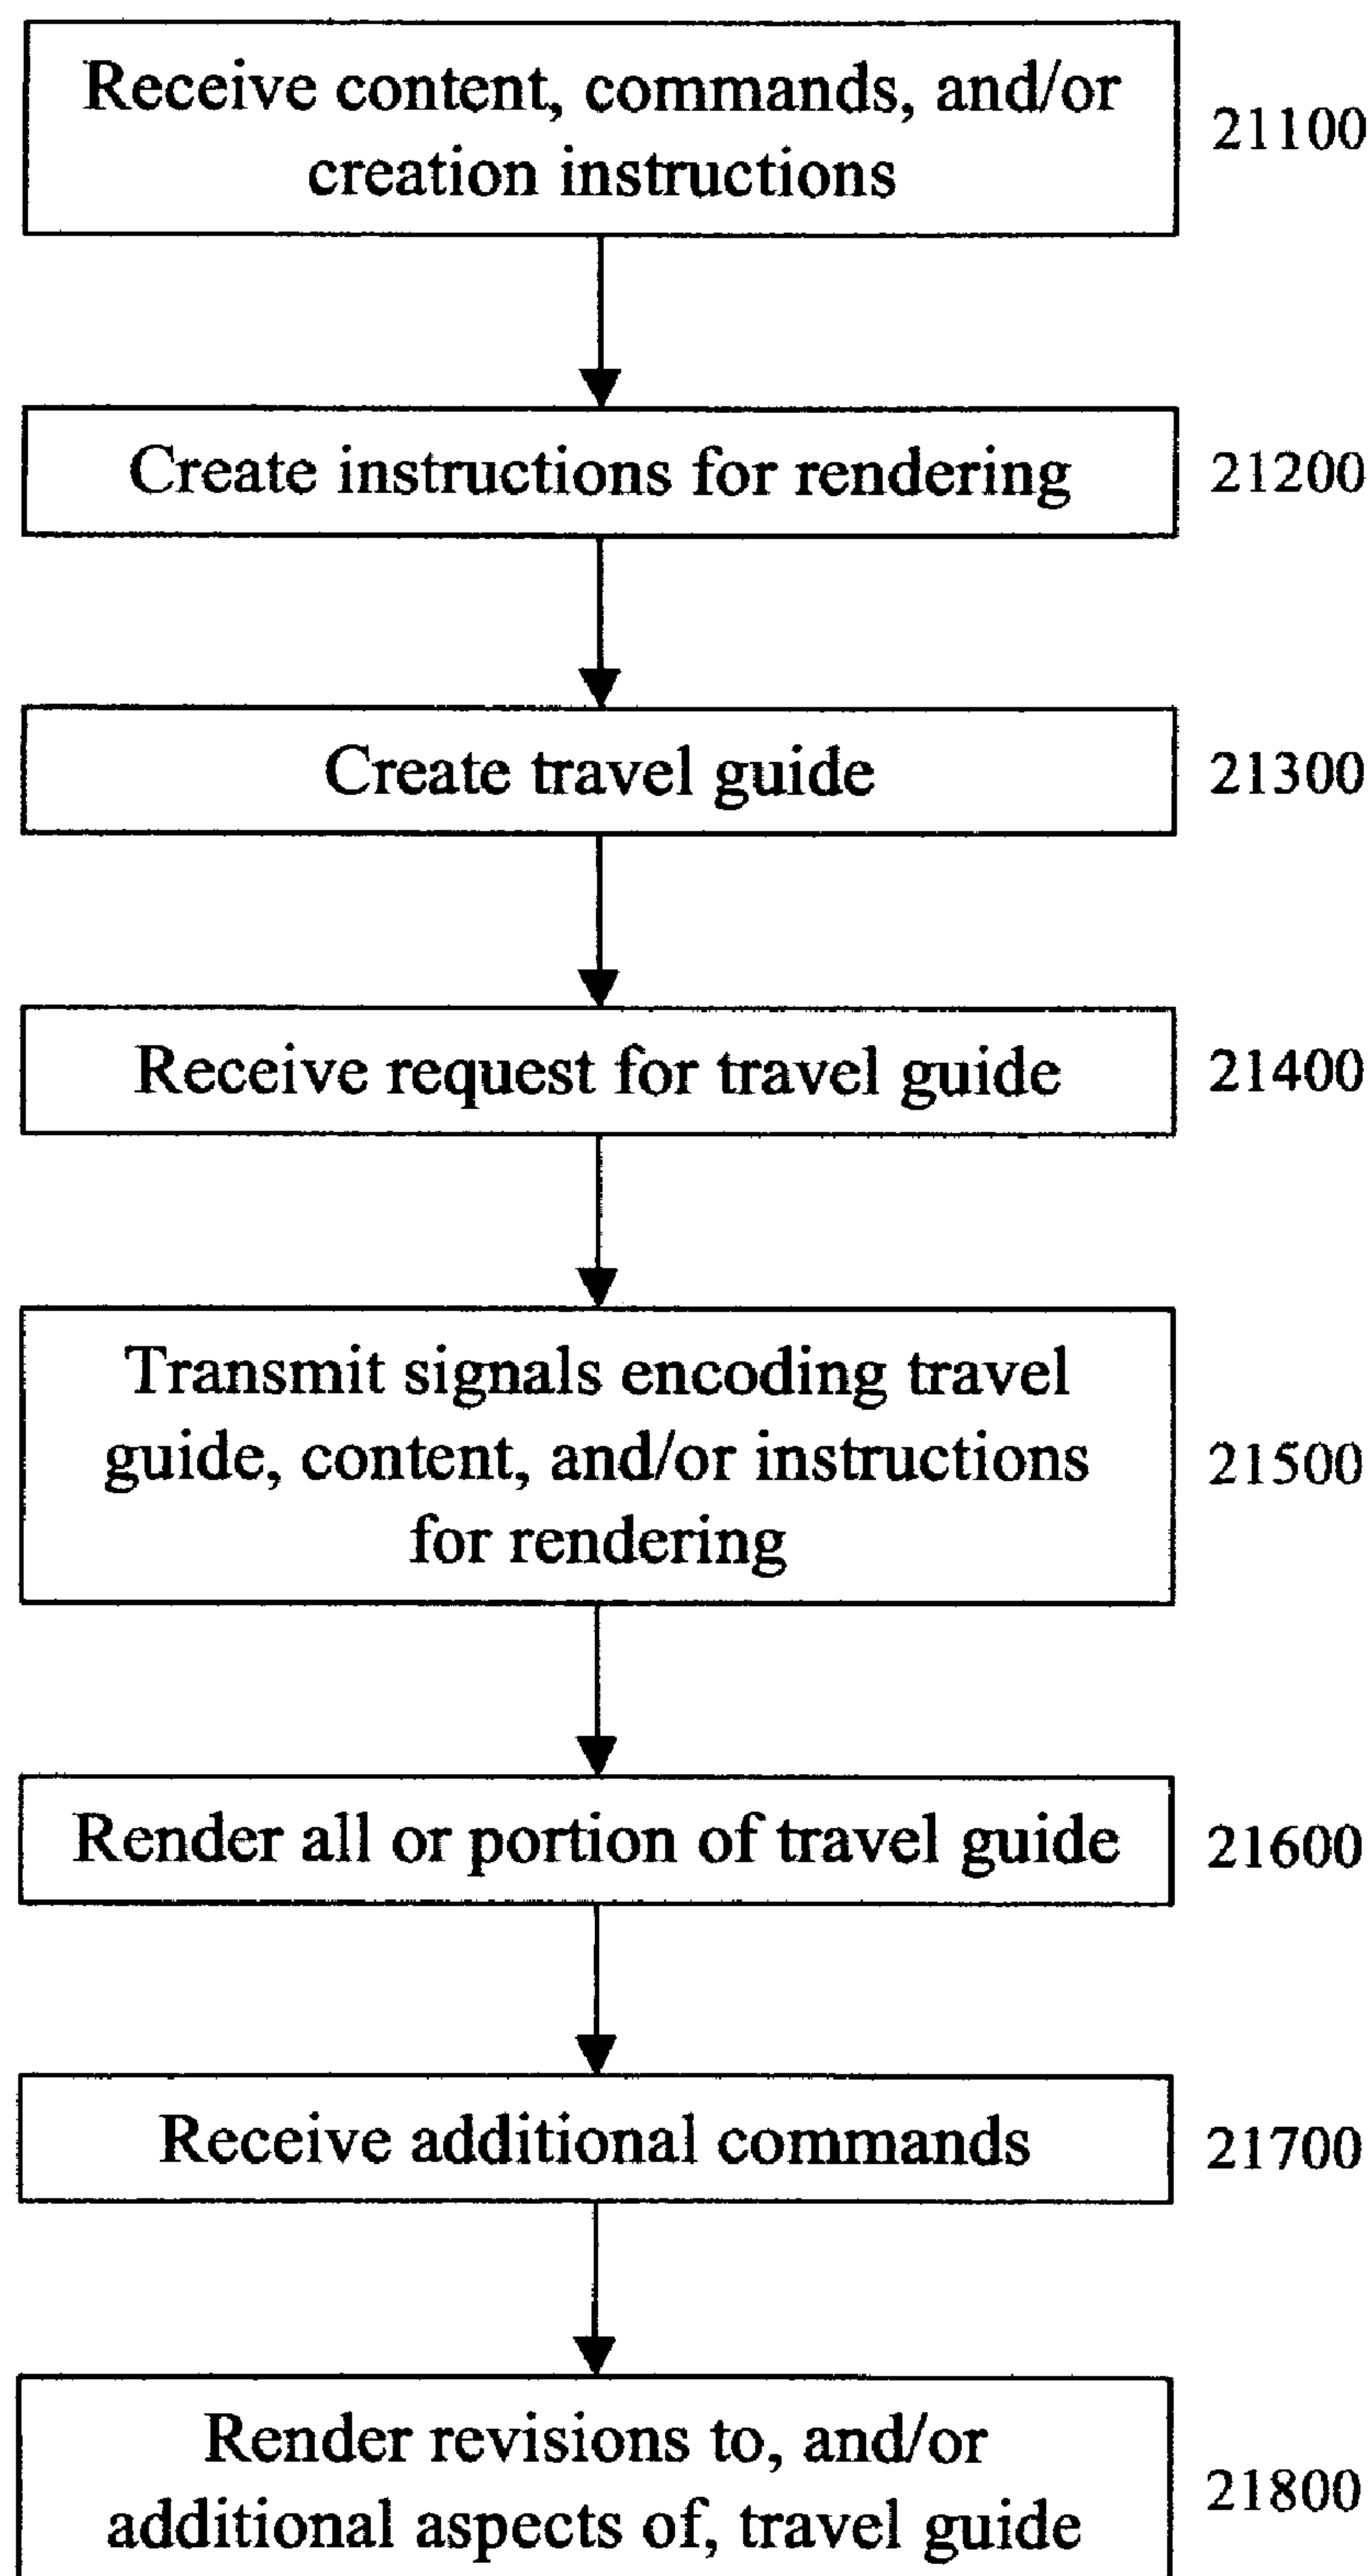 Receive content, commands, and/or
creation instructions
21100
Create instructions for rendering
21200
Create travel guide
21300
Receive request for travel guide
21400
Transmit signals encoding travel
guide, content, and/or instructions
for rendering
21500
Render all or portion of travel guide
21600
Receive additional commands
21700
Render revisions to, and/or
additional aspects of, travel guide
21800